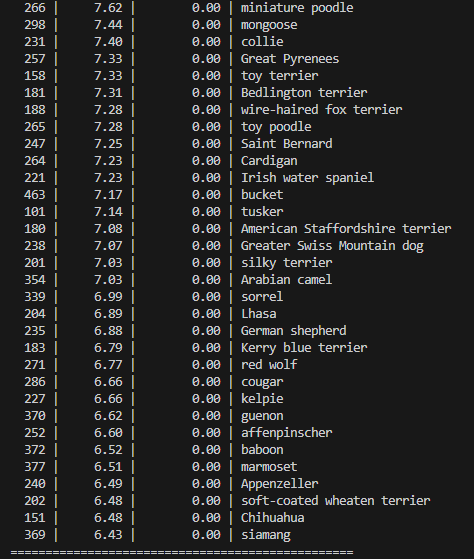 266 | 7.62 | 0.00 | miniature poodle
298 | 7.44 | 0.00 | mongoose
231 | 7.40 | 0.00 | collie
257 | 7.33 | 0.00 | Great Pyrenees
158 | 7.33 | 0.00 | toy terrier
181 | 7.31 | 0.00 | Bedlington terrier
188 | 7.28 | 0.00 | wire-haired fox terrier
265 | 7.28 | 0.00 | toy poodle
247 | 7.25 | 0.00 | Saint Bernard
264 | 7.23 | 0.00 | Cardigan
221 | 7.23 | 0.00 | Irish water spaniel
463 | 7.17 | 0.00 | bucket
101 | 7.14 | 0.00 | tusker
180 | 7.08 | 0.00 | American Staffordshire terrier
238 | 7.07 | 0.00 | Greater Swiss Mountain dog
201 | 7.03 | 0.00 | silky terrier
354 | 7.03 | 0.00 | Arabian camel
339 | 6.99 | 0.00 | sorrel
204 | 6.89 | 0.00 | Lhasa
235 | 6.88 | 0.00 | German shepherd
183 | 6.79 | 0.00 | Kerry blue terrier
271 | 6.77 | 0.00 | red wolf
286 | 6.66 | 0.00 | cougar
227 | 6.66 | 0.00 | kelpie
370 | 6.62 | 0.00 | guenon
252 | 6.60 | 0.00 | affenpinscher
372 | 6.52 | 0.00 | baboon
377 | 6.51 | 0.00 | marmoset
240 | 6.49 | 0.00 | Appenzeller
202 | 6.48 | 0.00 | soft-coated wheaten terrier
151 | 6.48 | 0.00 | Chihuahua
369 | 6.43 | 0.00 | siamang
=================================================